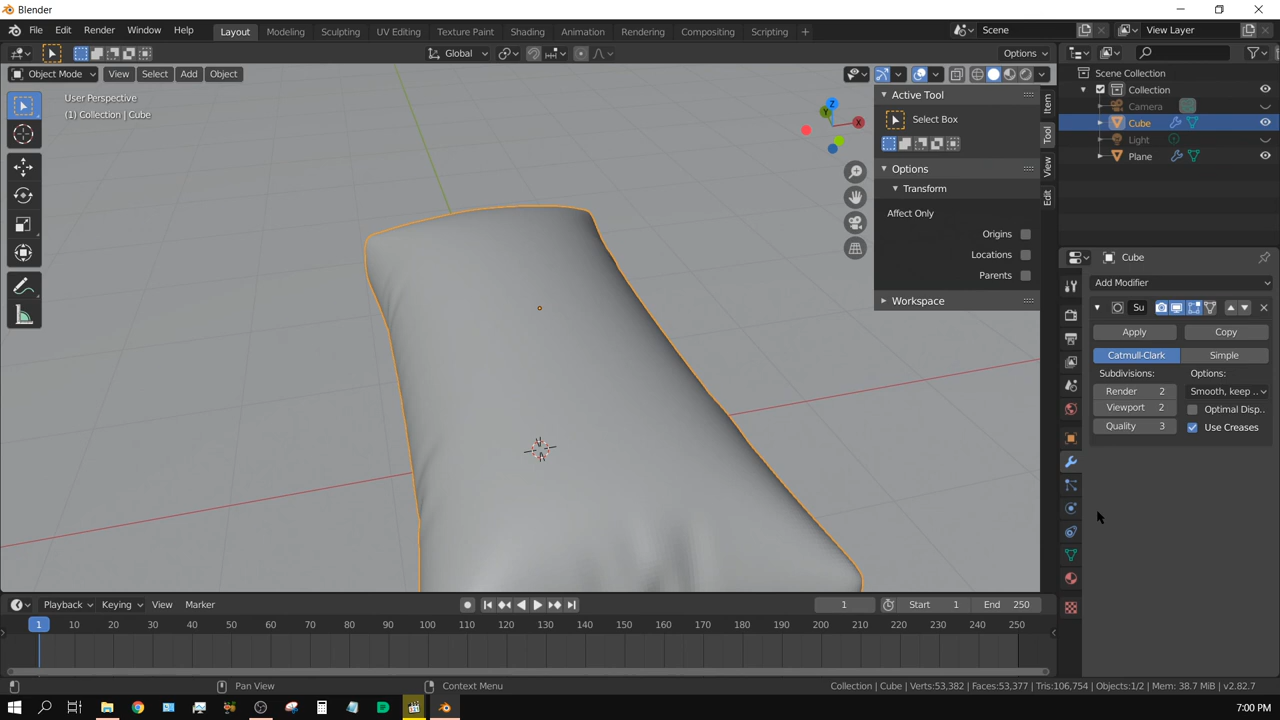 Blender
File Edit Render Window Help Layout Modeling Sculpting UV Editing Texture Paint Shading Animation Rendering Compositing Scripting + Scene View Layer
Global Options
Object Mode View Select Add Object
User Perspective
(1) Collection | Cube
Z
Y
X
Active Tool
Select Box
Options
Transform
Affect Only
Origins
Locations
Parents
Workspace
Item
Tool
View
Edit
Scene Collection
Collection
Camera
Cube
Light
Plane
Cube
Add Modifier
Su
Apply Copy
Catmull-Clark Simple
Subdivisions: Options:
Render 2 Smooth, keep ..
Viewport 2 Optimal Disp..
Quality 3 Use Creases
Playback Keying View Marker 1 Start 1 End 250
1 10 20 30 40 50 60 70 80 90 100 110 120 130 140 150 160 170 180 190 200 210 220 230 240 250
Pan View Context Menu Collection | Cube | Verts:53,382 | Faces:53,377 | Tris:106,754 | Objects:1/2 | Mem: 38.7 MiB | v2.82.7
7:00 PM